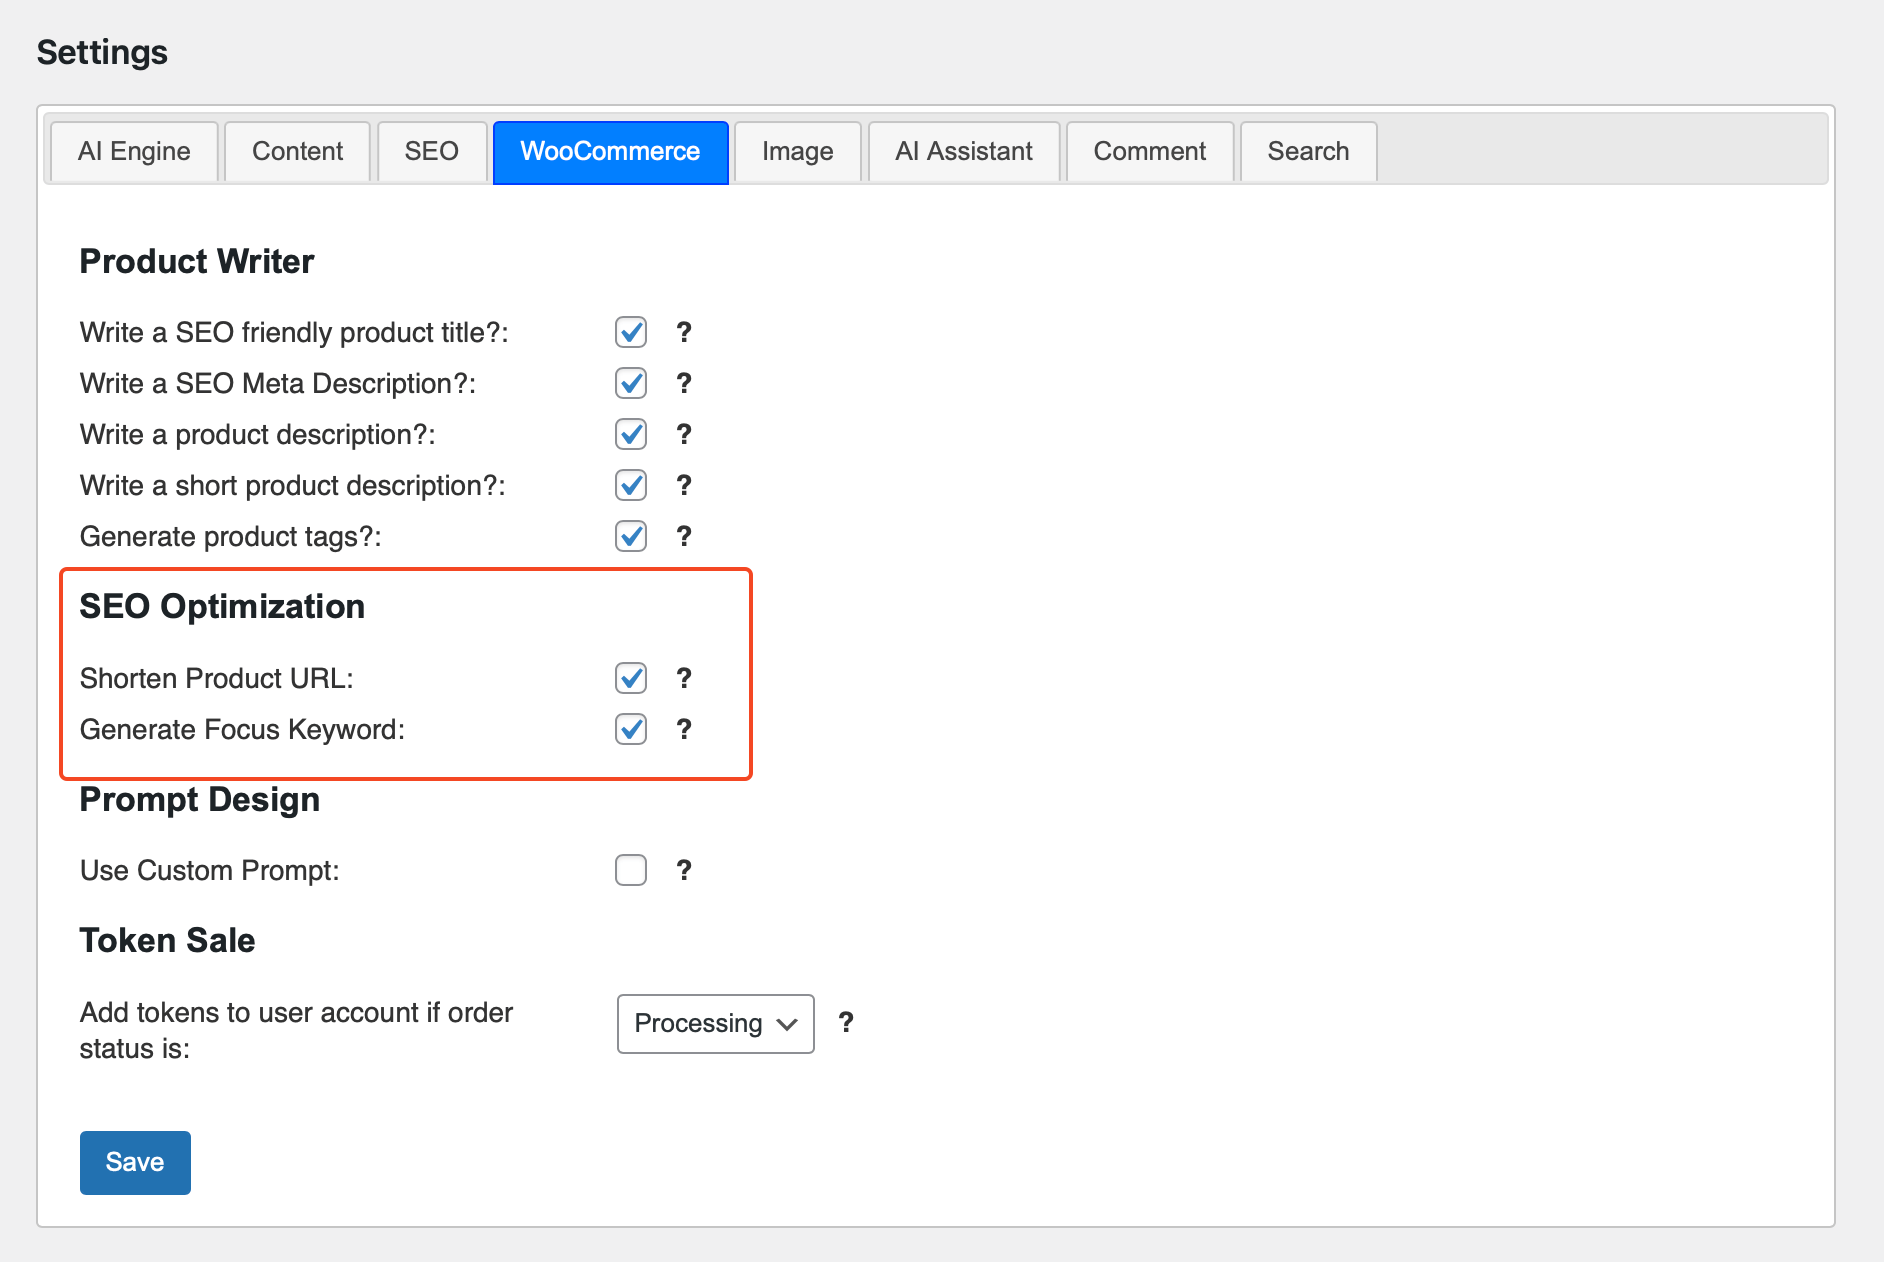 Settings
AI Engine Content SEO WooCommerce Image AI Assistant Comment Search
Product Writer
Write a SEO friendly product title?: ?
Write a SEO Meta Description?: ?
Write a product description?: ?
Write a short product description?: ?
Generate product tags?: ?
SEO Optimization
Shorten Product URL: ?
Generate Focus Keyword: ?
Prompt Design
Use Custom Prompt: ?
Token Sale
Add tokens to user account if order
status is:
Processing ?
Save